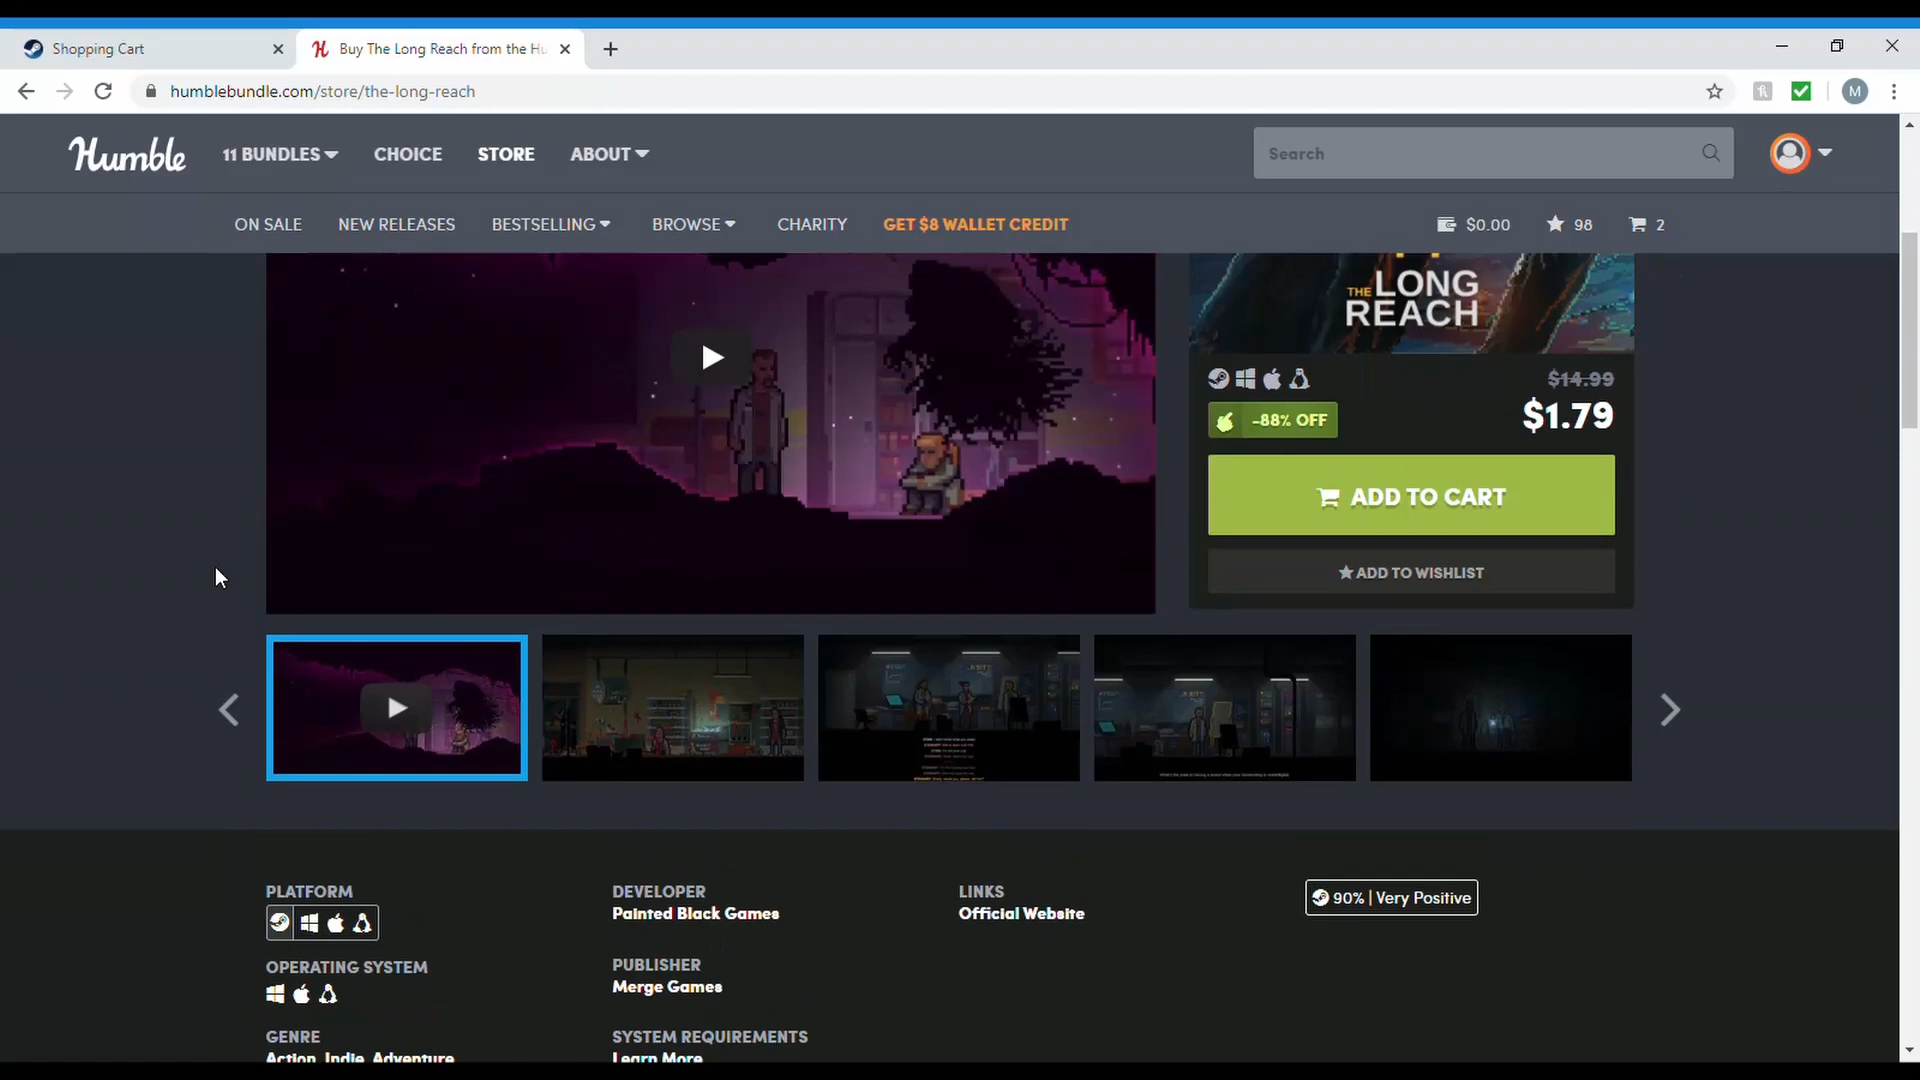 Shopping Cart
Buy The Long Reach from the Hu
humblebundle.com/store/the-long-reach
M
Humble
11 BUNDLES
CHOICE
STORE
ABOUT
Search
ON SALE
NEW RELEASES
BESTSELLING
BROWSE
CHARITY
GET $8 WALLET CREDIT
$0.00
98
2
THE LONG
REACH
$14.99
-88% OFF
$1.79
ADD TO CART
ADD TO WISHLIST
PLATFORM
DEVELOPER
Painted Black Games
LINKS
Official Website
90% | Very Positive
OPERATING SYSTEM
PUBLISHER
Merge Games
GENRE
Action, Indie, Adventure
SYSTEM REQUIREMENTS
Learn More